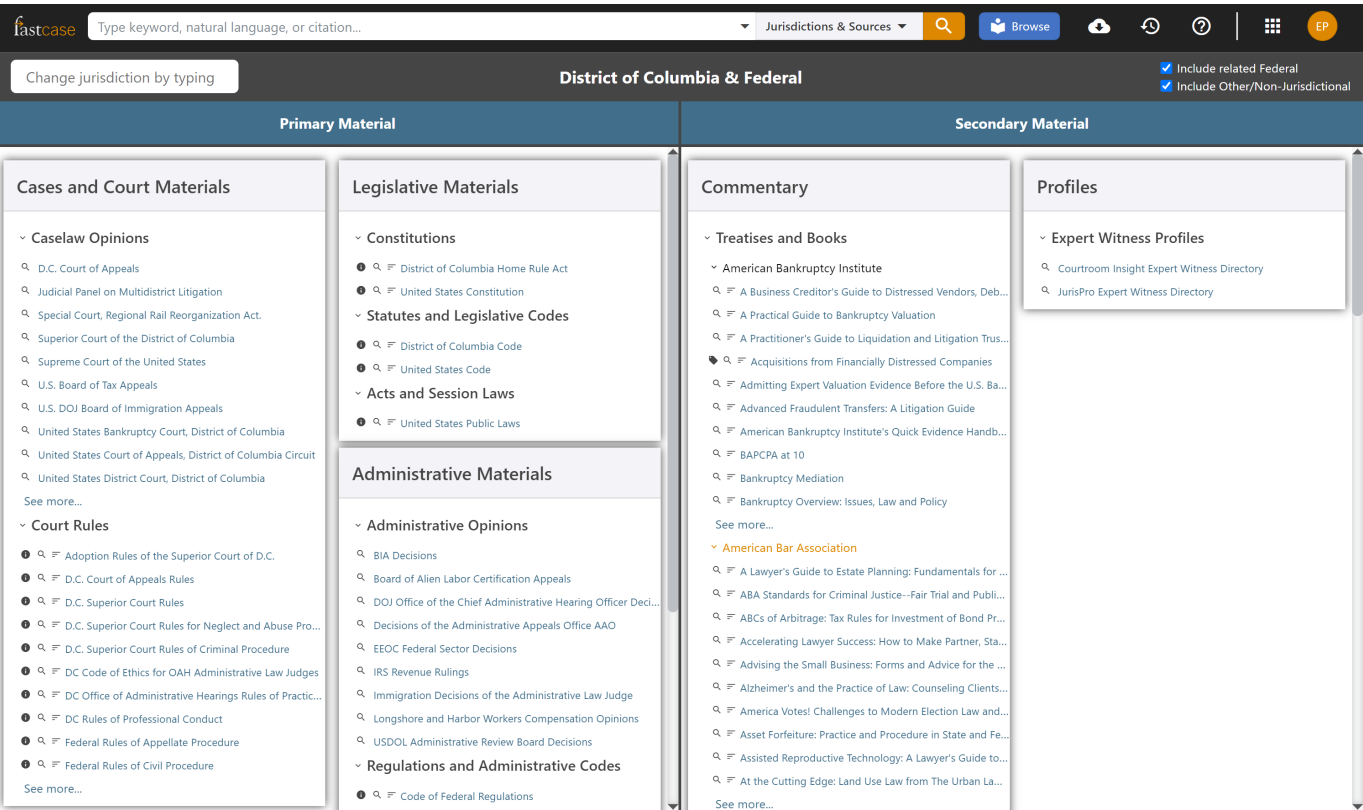 fastcase
Type keyword, natural language, or citation...
Jurisdictions & Sources
Browse
EP
Change jurisdiction by typing
District of Columbia & Federal
Include related Federal
Include Other/Non-Jurisdictional
Primary Material
Secondary Material
Cases and Court Materials
Caselaw Opinions
D.C. Court of Appeals
Judicial Panel on Multidistrict Litigation
Special Court, Regional Rail Reorganization Act.
Superior Court of the District of Columbia
Supreme Court of the United States
U.S. Board of Tax Appeals
U.S. DOJ Board of Immigration Appeals
United States Bankruptcy Court, District of Columbia
United States Court of Appeals, District of Columbia Circuit
United States District Court, District of Columbia
See more...
Court Rules
Adoption Rules of the Superior Court of D.C.
D.C. Court of Appeals Rules
D.C. Superior Court Rules
D.C. Superior Court Rules for Neglect and Abuse Pro...
D.C. Superior Court Rules of Criminal Procedure
DC Code of Ethics for OAH Administrative Law Judges
DC Office of Administrative Hearings Rules of Practic...
DC Rules of Professional Conduct
Federal Rules of Appellate Procedure
Federal Rules of Civil Procedure
See more...
Legislative Materials
Constitutions
District of Columbia Home Rule Act
United States Constitution
Statutes and Legislative Codes
District of Columbia Code
United States Code
Acts and Session Laws
United States Public Laws
Administrative Materials
Administrative Opinions
BIA Decisions
Board of Alien Labor Certification Appeals
DOJ Office of the Chief Administrative Hearing Officer Deci...
Decisions of the Administrative Appeals Office AAO
EEOC Federal Sector Decisions
IRS Revenue Rulings
Immigration Decisions of the Administrative Law Judge
Longshore and Harbor Workers Compensation Opinions
USDOL Administrative Review Board Decisions
Regulations and Administrative Codes
Code of Federal Regulations
Commentary
Treatises and Books
American Bankruptcy Institute
A Business Creditor's Guide to Distressed Vendors, Deb...
A Practical Guide to Bankruptcy Valuation
A Practitioner's Guide to Liquidation and Litigation Trus...
Acquisitions from Financially Distressed Companies
Admitting Expert Valuation Evidence Before the U.S. Ba...
Advanced Fraudulent Transfers: A Litigation Guide
American Bankruptcy Institute's Quick Evidence Handb...
BAPCPA at 10
Bankruptcy Mediation
Bankruptcy Overview: Issues, Law and Policy
See more...
American Bar Association
A Lawyer's Guide to Estate Planning: Fundamentals for ...
ABA Standards for Criminal Justice--Fair Trial and Publi...
ABCs of Arbitrage: Tax Rules for Investment of Bond Pr...
Accelerating Lawyer Success: How to Make Partner, Sta...
Advising the Small Business: Forms and Advice for the ...
Alzheimer's and the Practice of Law: Counseling Clients...
America Votes! Challenges to Modern Election Law and...
Asset Forfeiture: Practice and Procedure in State and Fe...
Assisted Reproductive Technology: A Lawyer's Guide to...
At the Cutting Edge: Land Use Law from The Urban La...
See more...
Profiles
Expert Witness Profiles
Courtroom Insight Expert Witness Directory
JurisPro Expert Witness Directory